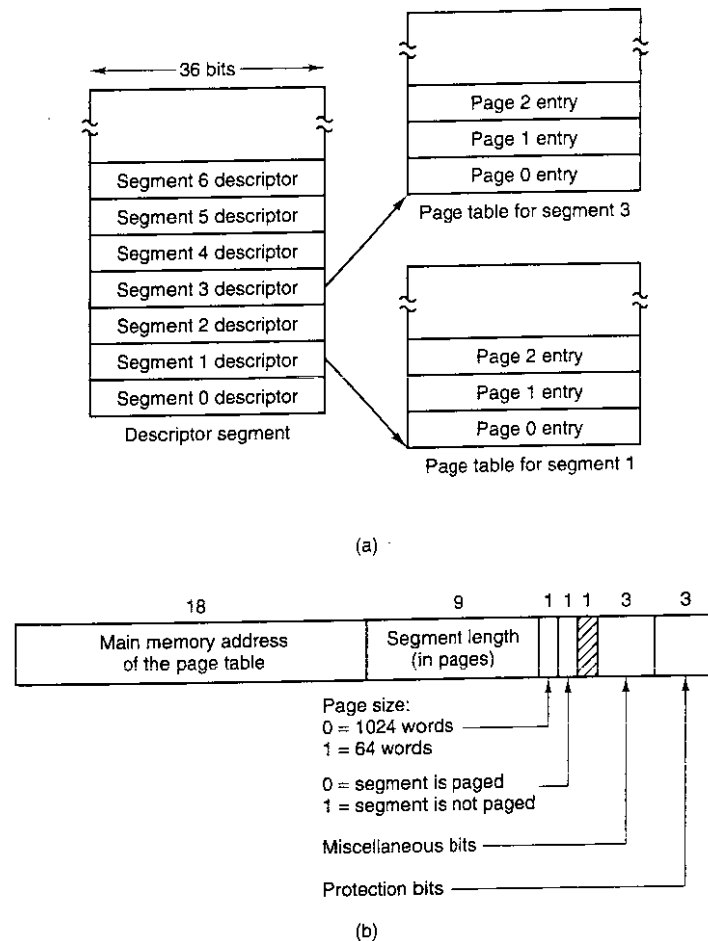 36 bits
Segment 6 descriptor
Segment 5 descriptor
Segment 4 descriptor
Segment 3 descriptor
Segment 2 descriptor
Segment 1 descriptor
Segment 0 descriptor
Descriptor segment
Page 2 entry
Page 1 entry
Page 0 entry
Page table for segment 3
Page 2 entry
Page 1 entry
Page 0 entry
Page table for segment 1
(a)
18 9 1 1 1 3 3
Main memory address
of the page table
Segment length
(in pages)
Page size:
0 = 1024 words
1 = 64 words
0 = segment is paged
1 = segment is not paged
Miscellaneous bits
Protection bits
(b)